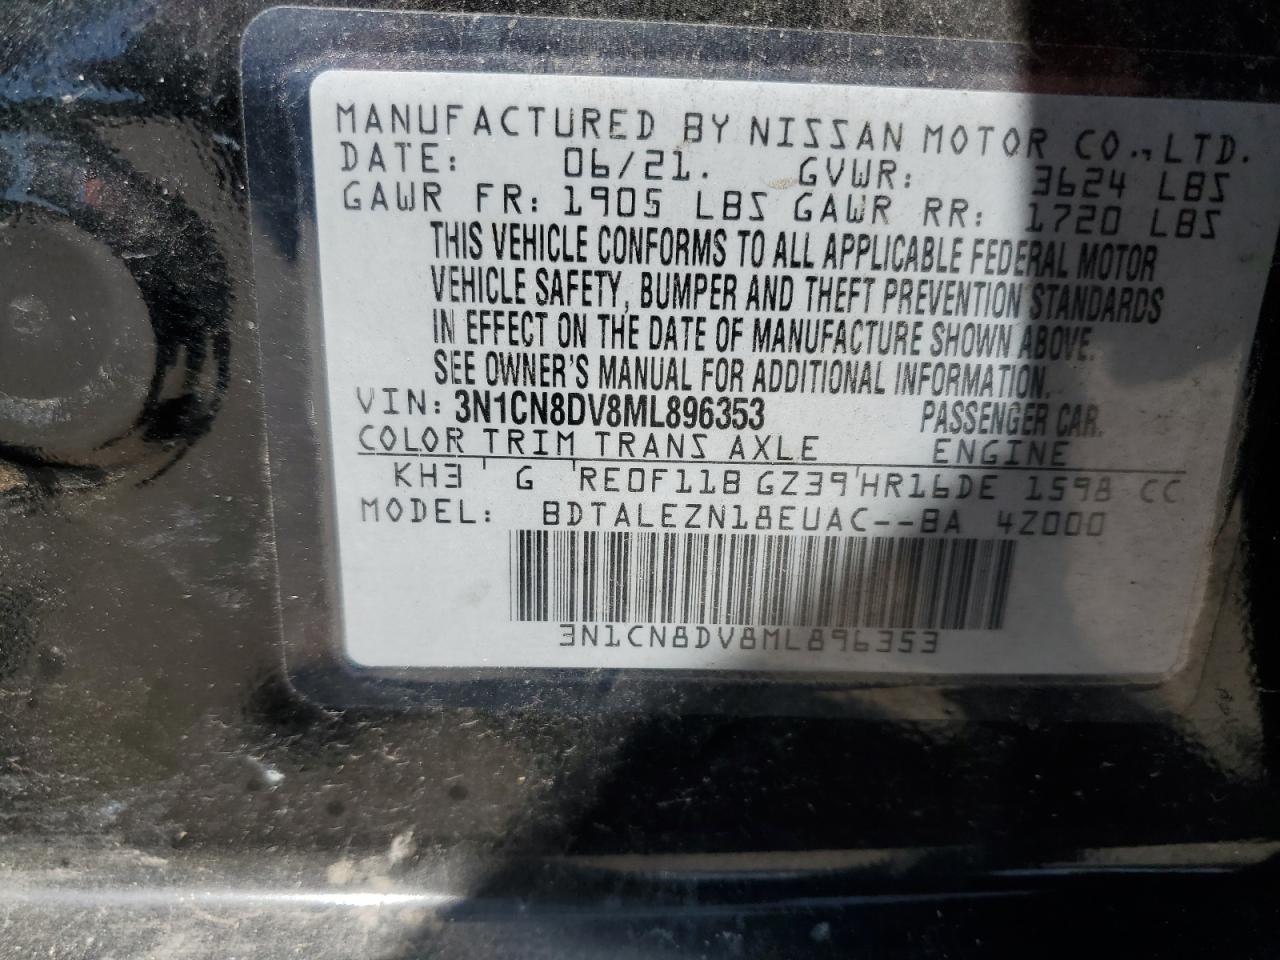 MANUFACTURED BY NISSAN MOTOR CO., LTD.
DATE: 06/21. GVWR: 3624 LBS
GAWR FR: 1905 LBS GAWR RR: 1720 LBS
THIS VEHICLE CONFORMS TO ALL APPLICABLE FEDERAL MOTOR
VEHICLE SAFETY, BUMPER AND THEFT PREVENTION STANDARDS
IN EFFECT ON THE DATE OF MANUFACTURE SHOWN ABOVE.
SEE OWNER'S MANUAL FOR ADDITIONAL INFORMATION.
VIN: 3N1CN8DV8ML896353 PASSENGER CAR.
COLOR TRIM TRANS AXLE ENGINE
KH3 ' G 'RE0F11B GZ39'HR16DE 1598 CC
MODEL: BDTALEZN18EUAC--BA 4Z000
3N1CN8DV8ML896353